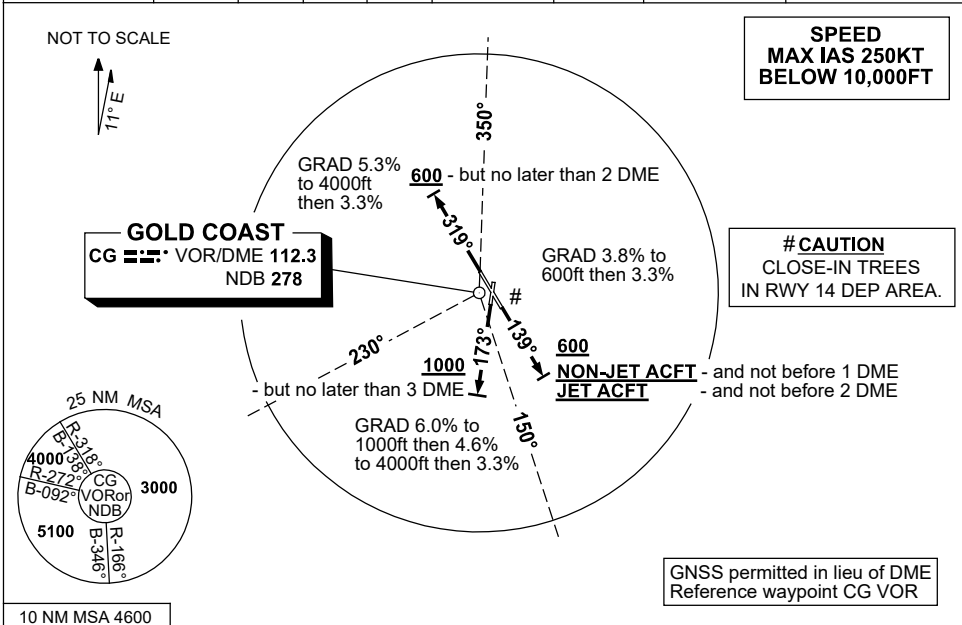 NOT TO SCALE
11° E
SPEED
MAX IAS 250KT
BELOW 10,000FT
350°
GRAD 5.3%
to 4000ft
then 3.3%
600 - but no later than 2 DME
319°
GOLD COAST
CG VOR/DME 112.3
NDB 278
GRAD 3.8% to
600ft then 3.3%
#
# CAUTION
CLOSE-IN TREES
IN RWY 14 DEP AREA.
230°
173°
139°
1000
- but no later than 3 DME
600
NON-JET ACFT - and not before 1 DME
JET ACFT - and not before 2 DME
150°
GRAD 6.0% to
1000ft then 4.6%
to 4000ft then 3.3%
25 NM MSA
R-318°
B-138°
4000
R-272°
B-092°
CG
VORor
NDB
3000
5100
R-166°
B-346°
GNSS permitted in lieu of DME
Reference waypoint CG VOR
10 NM MSA 4600